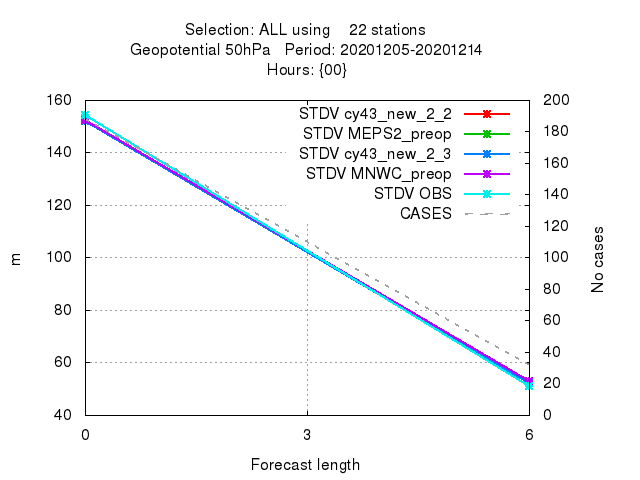 Selection: ALL using    22 stations
Geopotential 50hPa   Period: 20201205-20201214
Hours: {00}
160
140
120
100
80
60
40
200
180
160
140
120
100
80
60
40
20
0
STDV cy43_new_2_2
STDV MEPS2_preop
STDV cy43_new_2_3
STDV MNWC_preop
STDV OBS
CASES
m
No cases
0
3
6
Forecast length